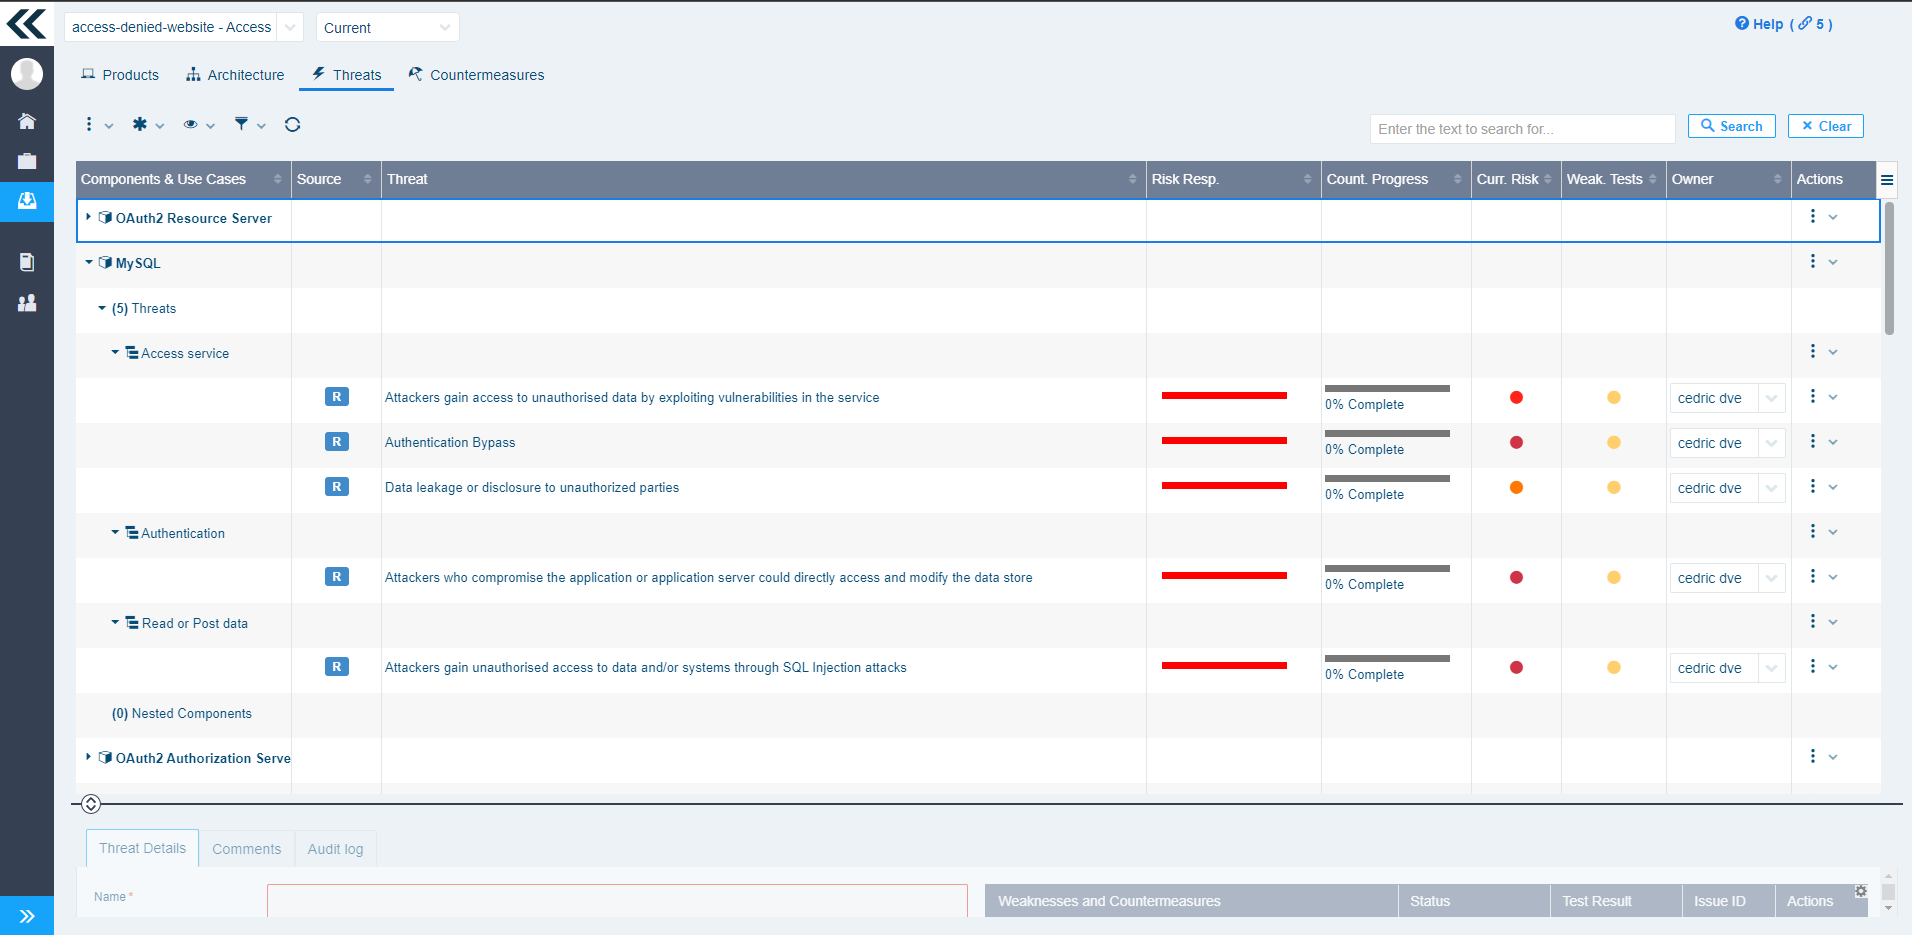 access-denied-website - Access
Current
Help ( 5 )
Products Architecture Threats Countermeasures
Enter the text to search for...
Search
Clear
Components & Use Cases Source Threat Risk Resp. Count. Progress Curr. Risk Weak. Tests Owner Actions
OAuth2 Resource Server
MySQL
(5) Threats
Access service
R Attackers gain access to unauthorised data by exploiting vulnerabilities in the service 0% Complete cedric dve
R Authentication Bypass 0% Complete cedric dve
R Data leakage or disclosure to unauthorized parties 0% Complete cedric dve
Authentication
R Attackers who compromise the application or application server could directly access and modify the data store 0% Complete cedric dve
Read or Post data
R Attackers gain unauthorised access to data and/or systems through SQL Injection attacks 0% Complete cedric dve
(0) Nested Components
OAuth2 Authorization Serve
Threat Details Comments Audit log
Name *
Weaknesses and Countermeasures Status Test Result Issue ID Actions